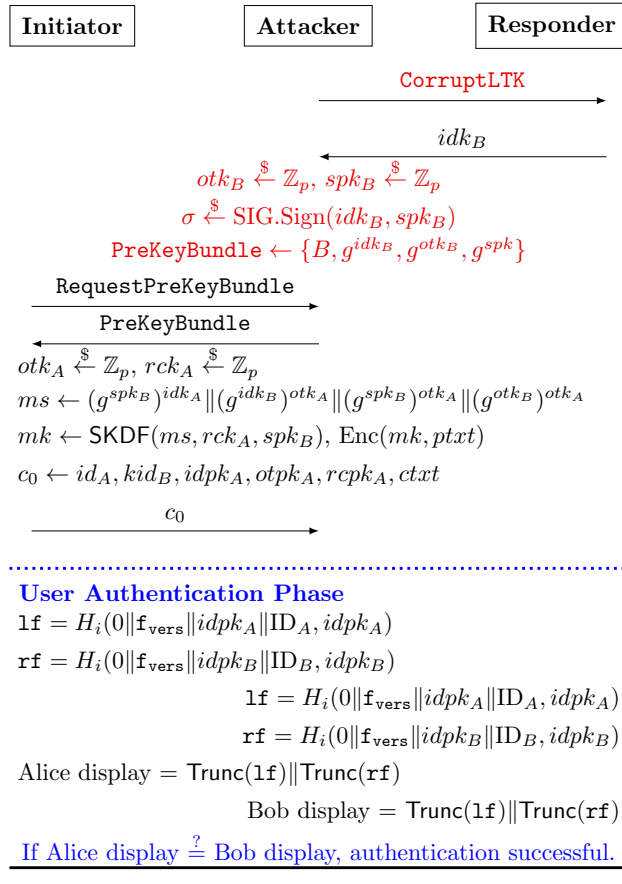 Initiator Attacker Responder
CorruptLTK
idk_B
otk_B ←$ ℤ_p, spk_B ←$ ℤ_p
σ ←$ SIG.Sign(idk_B, spk_B)
PreKeyBundle ← {B, g^{idk_B}, g^{otk_B}, g^{spk}}
RequestPreKeyBundle
PreKeyBundle
otk_A ←$ ℤ_p, rck_A ←$ ℤ_p
ms ← (g^{spk_B})^{idk_A}‖(g^{idk_B})^{otk_A}‖(g^{spk_B})^{otk_A}‖(g^{otk_B})^{otk_A}
mk ← SKDF(ms, rck_A, spk_B), Enc(mk, ptxt)
c_0 ← id_A, kid_B, idpk_A, otpk_A, rcpk_A, ctxt
c_0
User Authentication Phase
lf = H_i(0‖f_vers‖idpk_A‖ID_A, idpk_A)
rf = H_i(0‖f_vers‖idpk_B‖ID_B, idpk_B)
lf = H_i(0‖f_vers‖idpk_A‖ID_A, idpk_A)
rf = H_i(0‖f_vers‖idpk_B‖ID_B, idpk_B)
Alice display = Trunc(lf)‖Trunc(rf)
Bob display = Trunc(lf)‖Trunc(rf)
If Alice display =? Bob display, authentication successful.